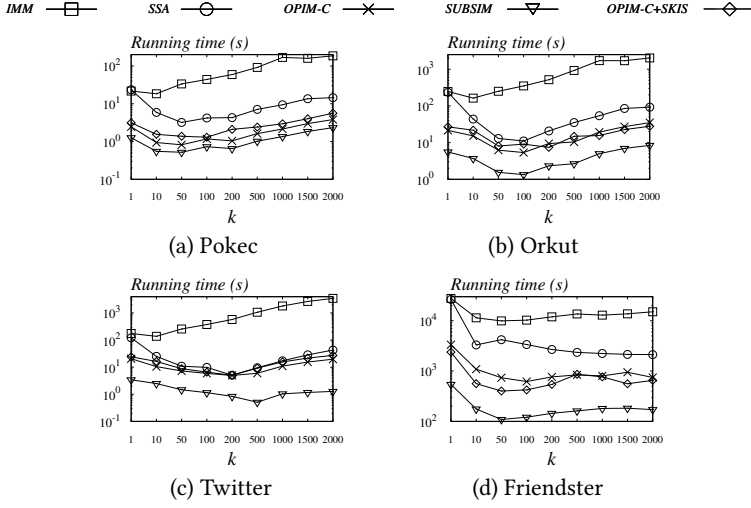 IMM SSA OPIM-C SUBSIM OPIM-C+SKIS
Running time (s)
10^2
10^1
10^0
10^-1
1 10 50 100 200 500 1000 1500 2000
k
(a) Pokec
Running time (s)
10^3
10^2
10^1
10^0
1 10 50 100 200 500 1000 1500 2000
k
(b) Orkut
Running time (s)
10^3
10^2
10^1
10^0
10^-1
1 10 50 100 200 500 1000 1500 2000
k
(c) Twitter
Running time (s)
10^4
10^3
10^2
1 10 50 100 200 500 1000 1500 2000
k
(d) Friendster